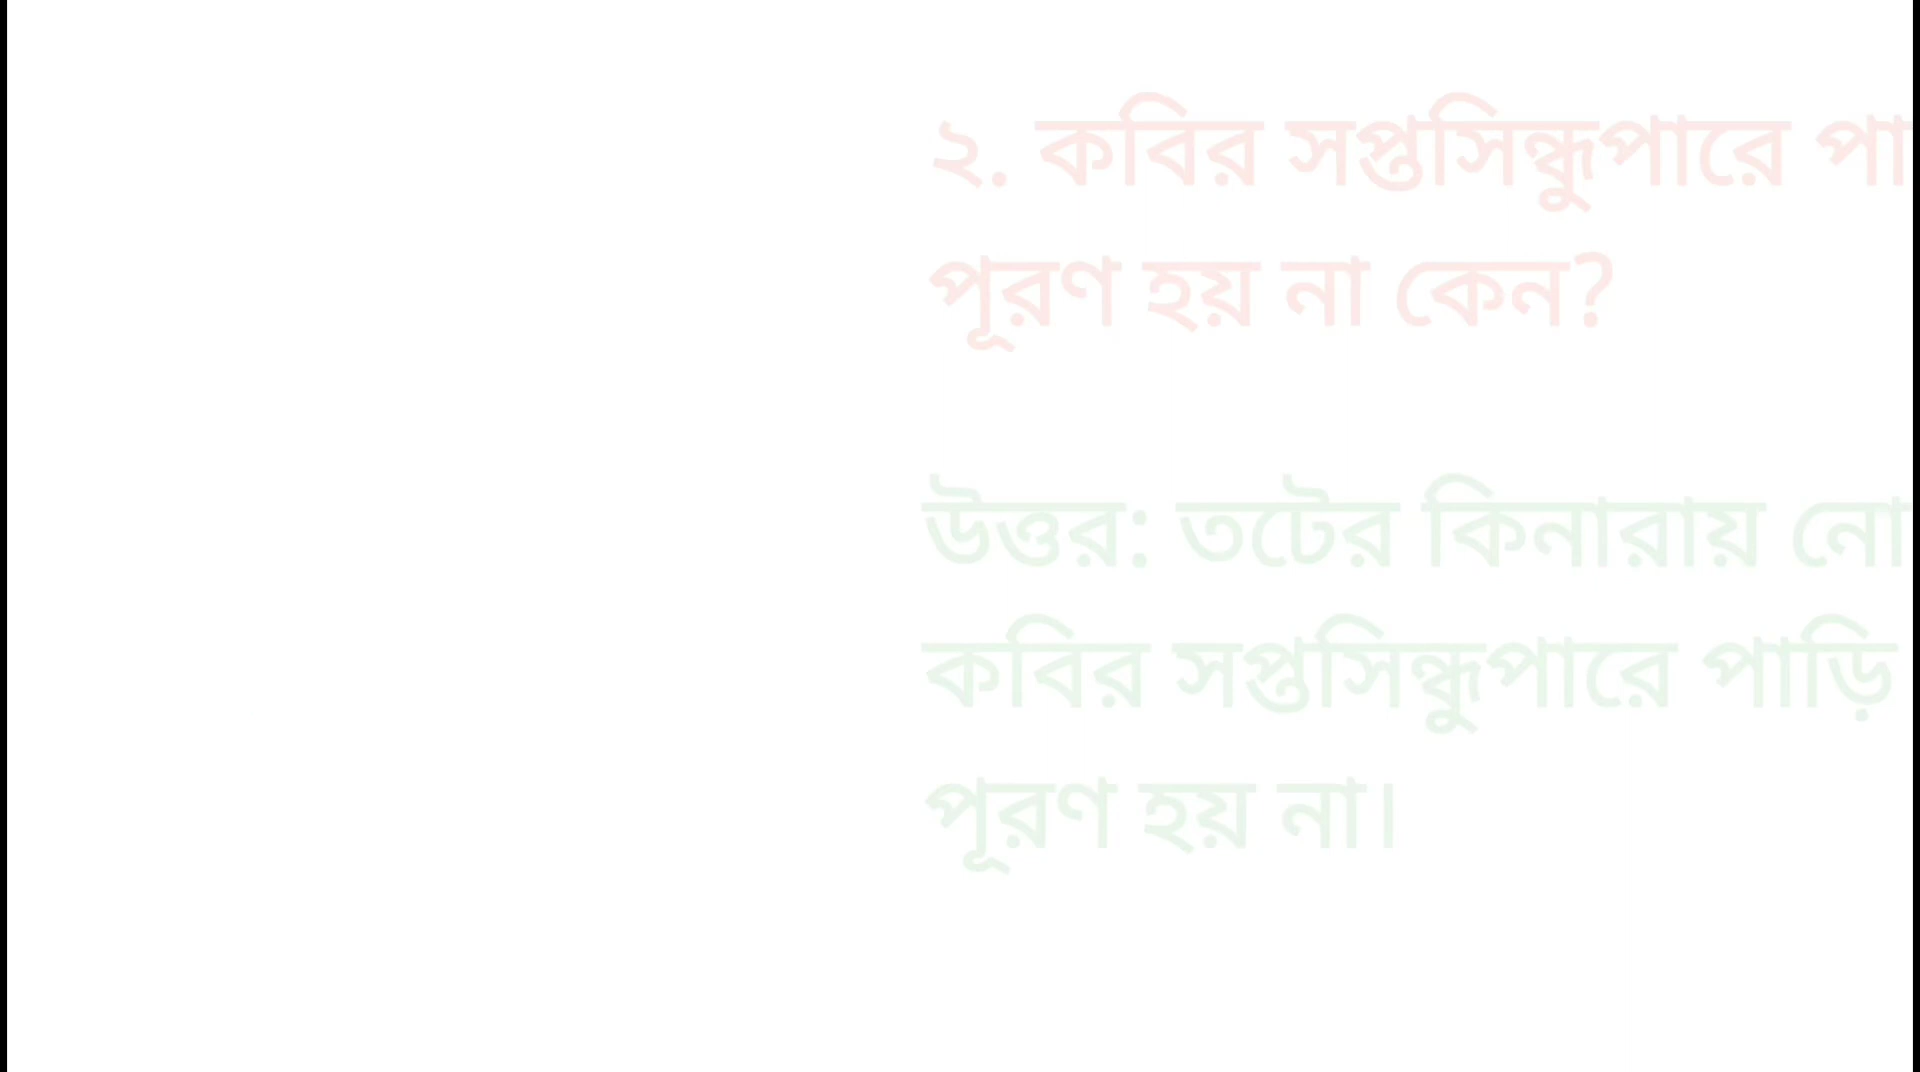 ২. কবির সপ্তসিন্ধুপারে
পূরণ হয় না কেন?
উত্তর: তটের কিনারায়
কবির সপ্তসিন্ধুপারে পাড়ি
পূরণ হয় না।